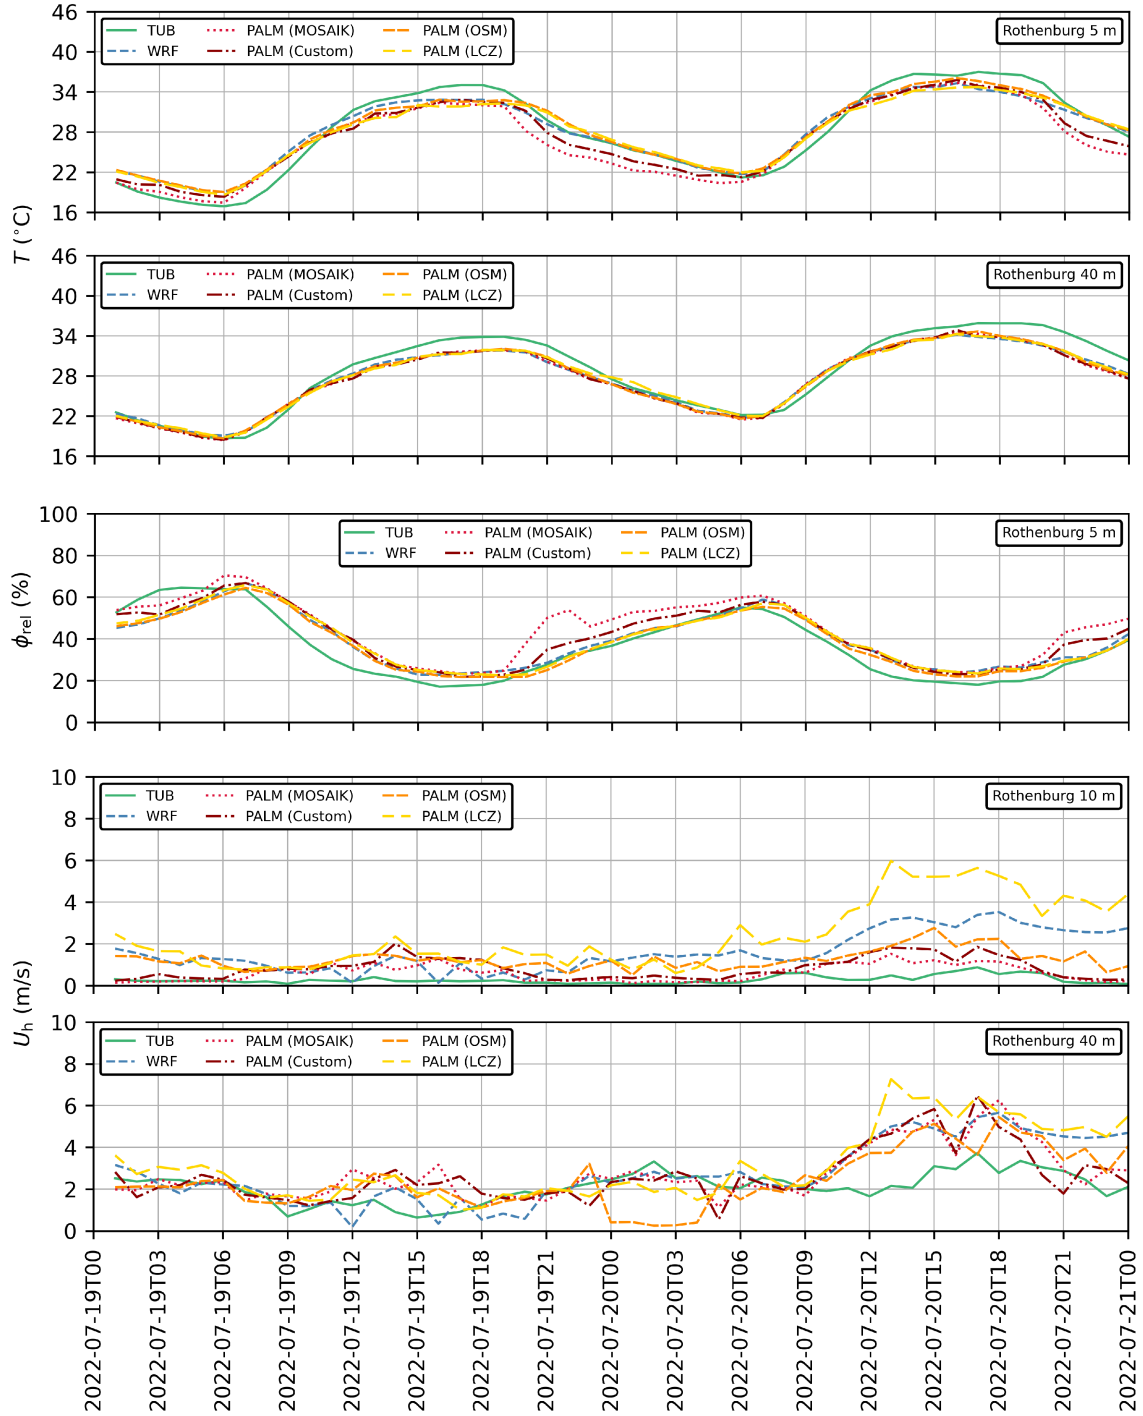 46
40
34
28
22
16
TUB PALM (MOSAIK) PALM (OSM)
WRF PALM (Custom) PALM (LCZ)
Rothenburg 5 m
T (°C)
46
40
34
28
22
16
TUB PALM (MOSAIK) PALM (OSM)
WRF PALM (Custom) PALM (LCZ)
Rothenburg 40 m
100
80
60
40
20
0
ϕrel (%)
TUB PALM (MOSAIK) PALM (OSM)
WRF PALM (Custom) PALM (LCZ)
Rothenburg 5 m
10
8
6
4
2
0
TUB PALM (MOSAIK) PALM (OSM)
WRF PALM (Custom) PALM (LCZ)
Rothenburg 10 m
Uh (m/s)
10
8
6
4
2
0
TUB PALM (MOSAIK) PALM (OSM)
WRF PALM (Custom) PALM (LCZ)
Rothenburg 40 m
2022-07-19T00
2022-07-19T03
2022-07-19T06
2022-07-19T09
2022-07-19T12
2022-07-19T15
2022-07-19T18
2022-07-19T21
2022-07-20T00
2022-07-20T03
2022-07-20T06
2022-07-20T09
2022-07-20T12
2022-07-20T15
2022-07-20T18
2022-07-20T21
2022-07-21T00